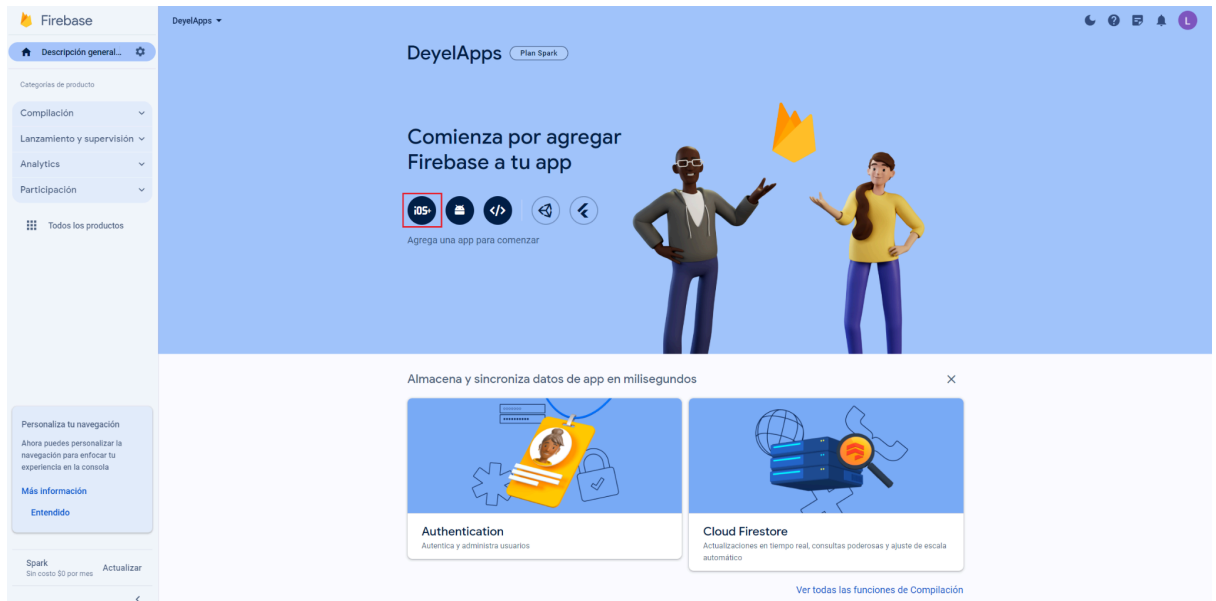 Firebase
DeyelApps
L
Descripción general...
Categorías de producto
Compilación
Lanzamiento y supervisión
Analytics
Participación
Todos los productos
DeyelApps
Plan Spark
Comienza por agregar
Firebase a tu app
iOS+
</>
Agrega una app para comenzar
Almacena y sincroniza datos de app en milisegundos
Authentication
Autentica y administra usuarios
Cloud Firestore
Actualizaciones en tiempo real, consultas poderosas y ajuste de escala
automático
Ver todas las funciones de Compilación
Personaliza tu navegación
Ahora puedes personalizar la
navegación para enfocar tu
experiencia en la consola
Más información
Entendido
Spark
Sin costo $0 por mes
Actualizar